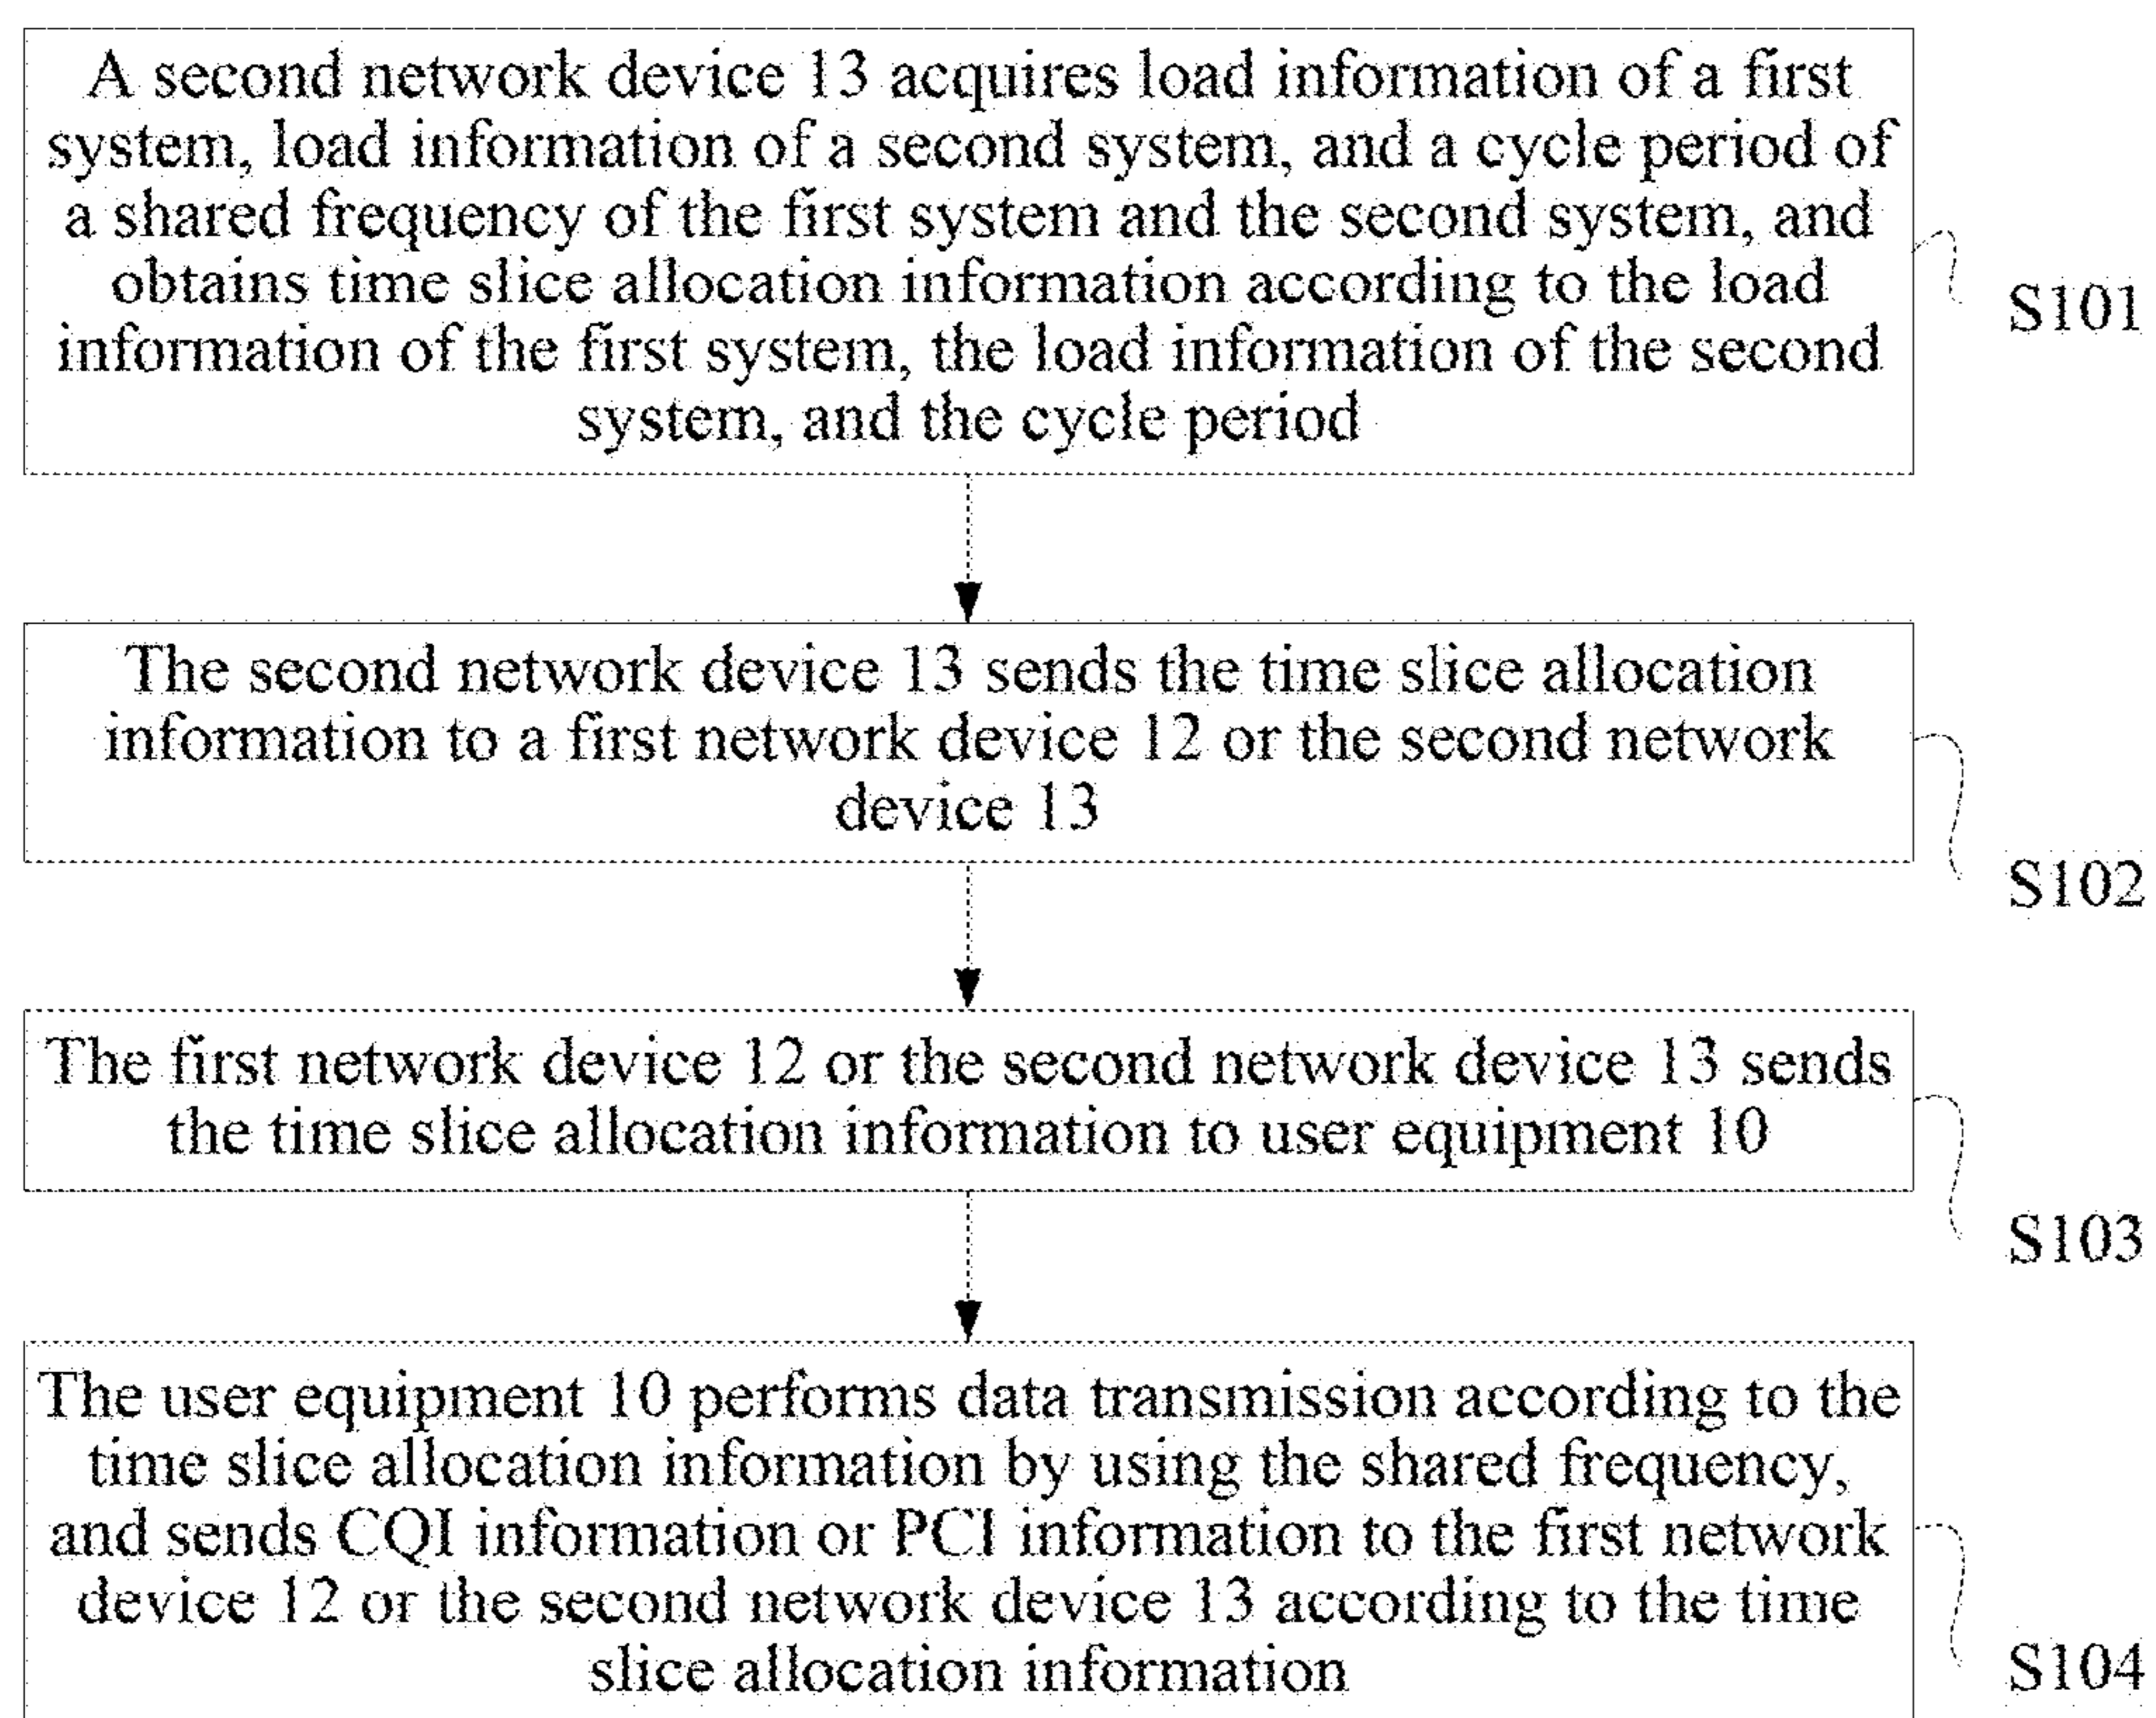 A second network device 13 acquires load information of a first
system, load information of a second system, and a cycle period of
a shared frequency of the first system and the second system, and
obtains time slice allocation information according to the load
information of the first system, the load information of the second
system, and the cycle period
S101
The second network device 13 sends the time slice allocation
information to a first network device 12 or the second network
device 13
S102
The first network device 12 or the second network device 13 sends
the time slice allocation information to user equipment 10
S103
The user equipment 10 performs data transmission according to the
time slice allocation information by using the shared frequency,
and sends CQI information or PCI information to the first network
device 12 or the second network device 13 according to the time
slice allocation information
S104